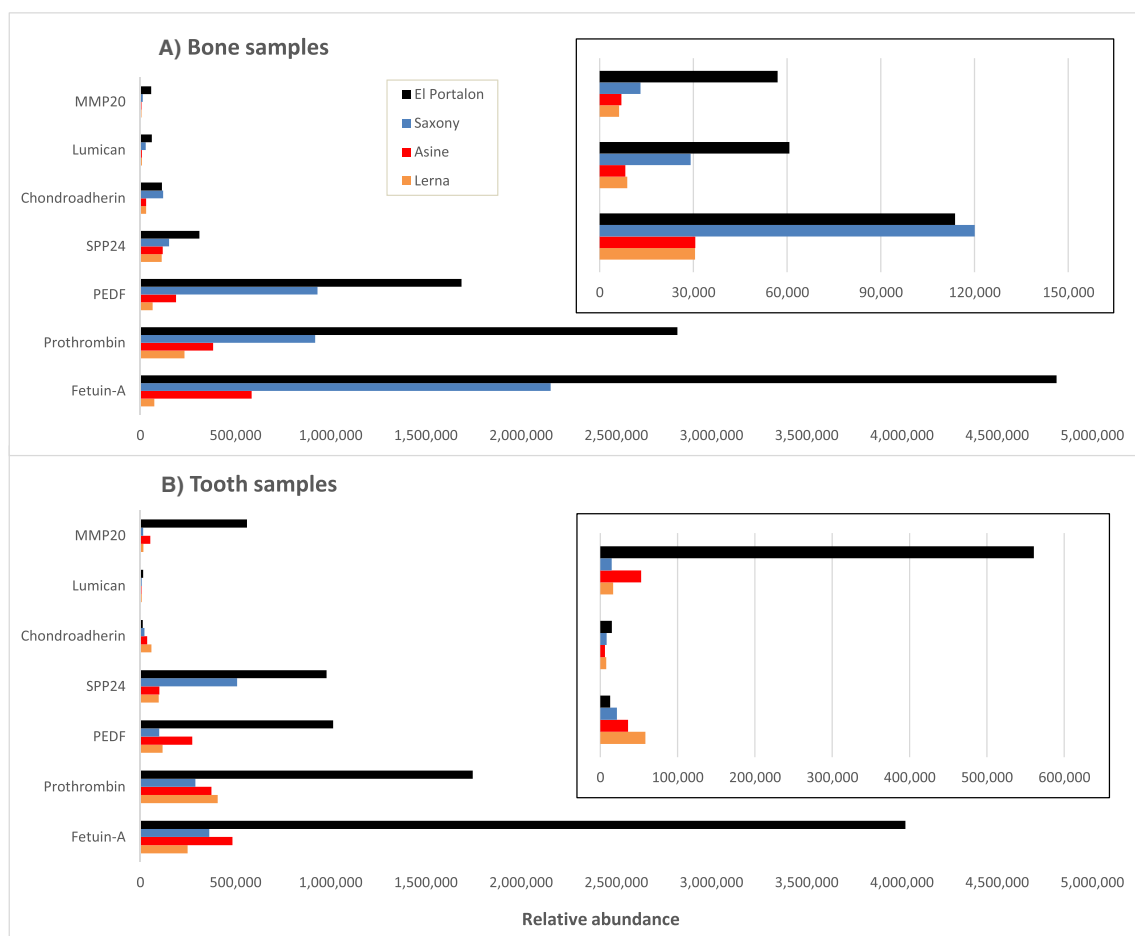 A) Bone samples
El Portalon
Saxony
Asine
Lerna
MMP20
Lumican
Chondroadherin
SPP24
PEDF
Prothrombin
Fetuin-A
0 30,000 60,000 90,000 120,000 150,000
0 500,000 1,000,000 1,500,000 2,000,000 2,500,000 3,000,000 3,500,000 4,000,000 4,500,000 5,000,000
B) Tooth samples
MMP20
Lumican
Chondroadherin
SPP24
PEDF
Prothrombin
Fetuin-A
0 100,000 200,000 300,000 400,000 500,000 600,000
0 500,000 1,000,000 1,500,000 2,000,000 2,500,000 3,000,000 3,500,000 4,000,000 4,500,000 5,000,000
Relative abundance